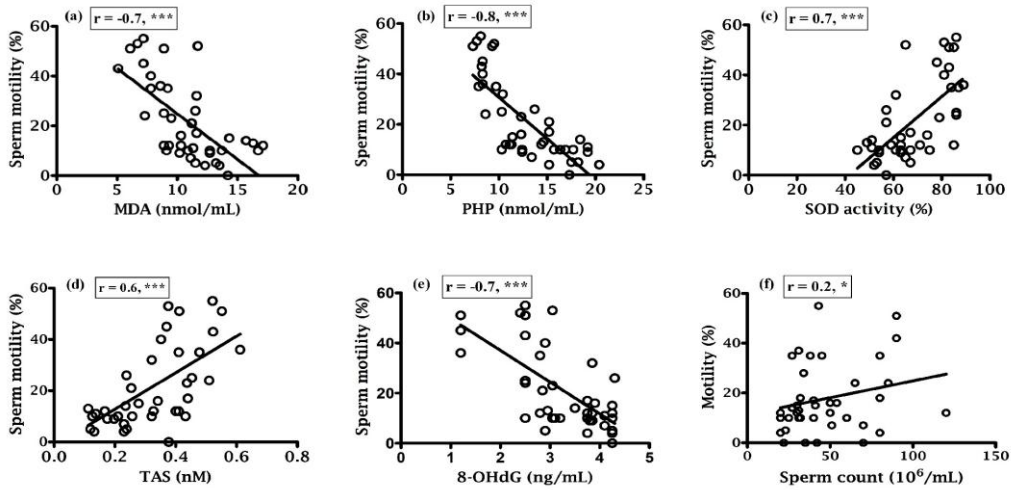 (a) r = -0.7, ***
Sperm motility (%)
60
40
20
0
0 5 10 15 20
MDA (nmol/mL)
(b) r = -0.8, ***
Sperm motility (%)
60
40
20
0
0 5 10 15 20 25
PHP (nmol/mL)
(c) r = 0.7, ***
Sperm motility (%)
60
40
20
0
0 20 40 60 80 100
SOD activity (%)
(d) r = 0.6, ***
Sperm motility (%)
60
40
20
0
0.0 0.2 0.4 0.6 0.8
TAS (nM)
(e) r = -0.7, ***
Sperm motility (%)
60
40
20
0
0 1 2 3 4 5
8-OHdG (ng/mL)
(f) r = 0.2, *
Motility (%)
60
40
20
0
0 50 100 150
Sperm count (10⁶/mL)